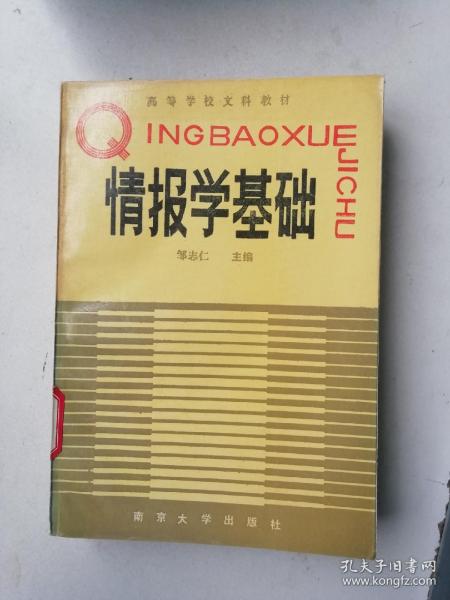 高等学校文科教材
QINGBAOXUE
JICHU
情报学基础
邹志仁 主编
南京大学出版社
孔夫子旧书网
www.kongfz.com